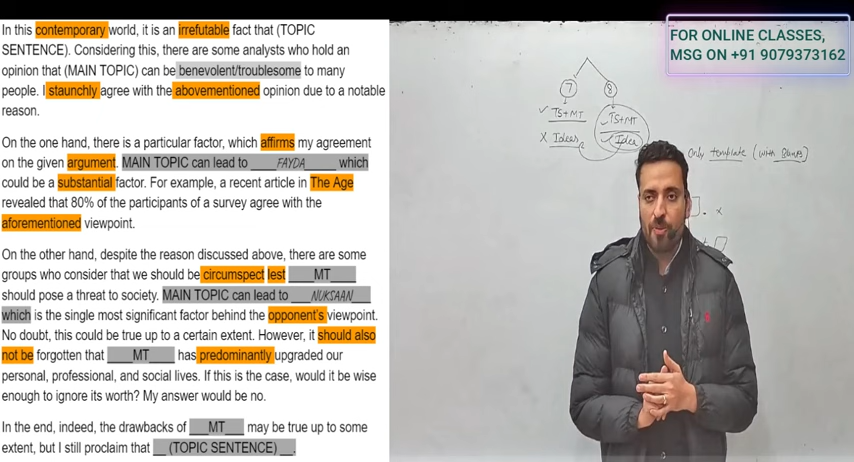 In this contemporary world, it is an irrefutable fact that (TOPIC
SENTENCE). Considering this, there are some analysts who hold an
opinion that (MAIN TOPIC) can be benevolent/troublesome to many
people. I staunchly agree with the abovementioned opinion due to a notable
reason.
On the one hand, there is a particular factor, which affirms my agreement
on the given argument. MAIN TOPIC can lead to ____FAYDA_____ which
could be a substantial factor. For example, a recent article in The Age
revealed that 80% of the participants of a survey agree with the
aforementioned viewpoint.
On the other hand, despite the reason discussed above, there are some
groups who consider that we should be circumspect lest ____MT____
should pose a threat to society. MAIN TOPIC can lead to ____NUKSAAN____
which is the single most significant factor behind the opponent's viewpoint.
No doubt, this could be true up to a certain extent. However, it should also
not be forgotten that ____MT____ has predominantly upgraded our
personal, professional, and social lives. If this is the case, would it be wise
enough to ignore its worth? My answer would be no.
In the end, indeed, the drawbacks of ___MT___ may be true up to some
extent, but I still proclaim that __(TOPIC SENTENCE)__.
FOR ONLINE CLASSES,
MSG ON +91 9079373162
7 8
✓ TS+MT
✓ TS+MT
X Ideas
✓ Idea
Only template (with blanks)
x